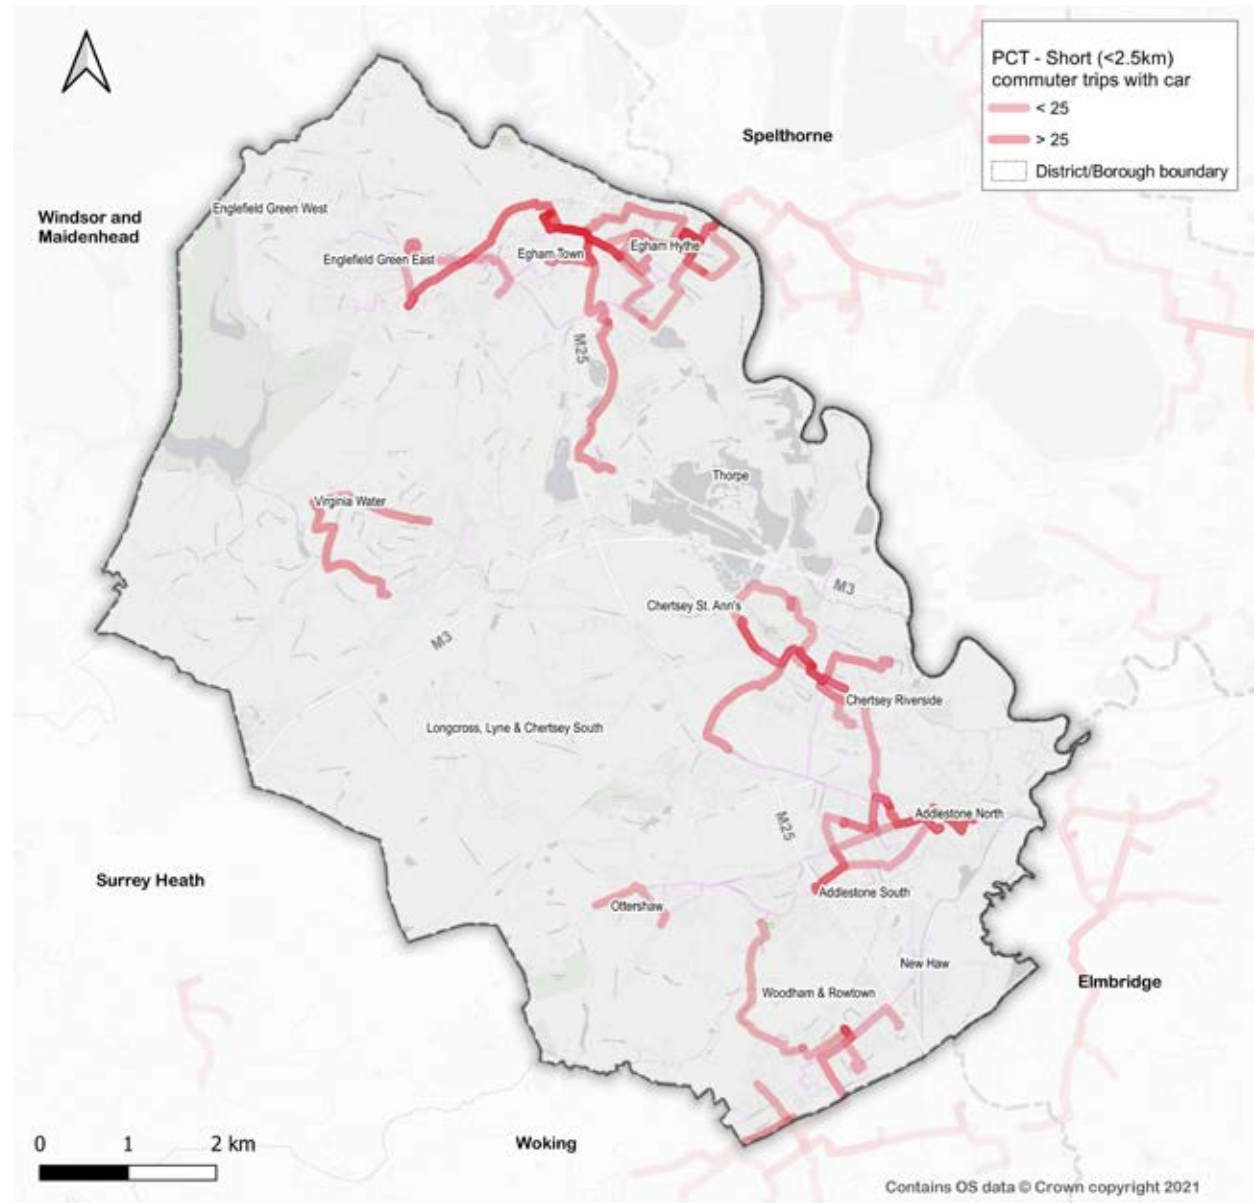 PCT - Short (<2.5km)
commuter trips with car
< 25
> 25
District/Borough boundary
Spelthorne
Windsor and
Maidenhead
Englefield Green West
Englefield Green East
Egham Town
Egham Hythe
M25
Thorpe
Virginia Water
M3
Chertsey St. Ann's
M3
Chertsey Riverside
Longcross, Lyne & Chertsey South
M25
Addlestone North
Surrey Heath
Addlestone South
Ottershaw
New Haw
Elmbridge
Woodham & Rowtown
0 1 2 km
Woking
Contains OS data © Crown copyright 2021